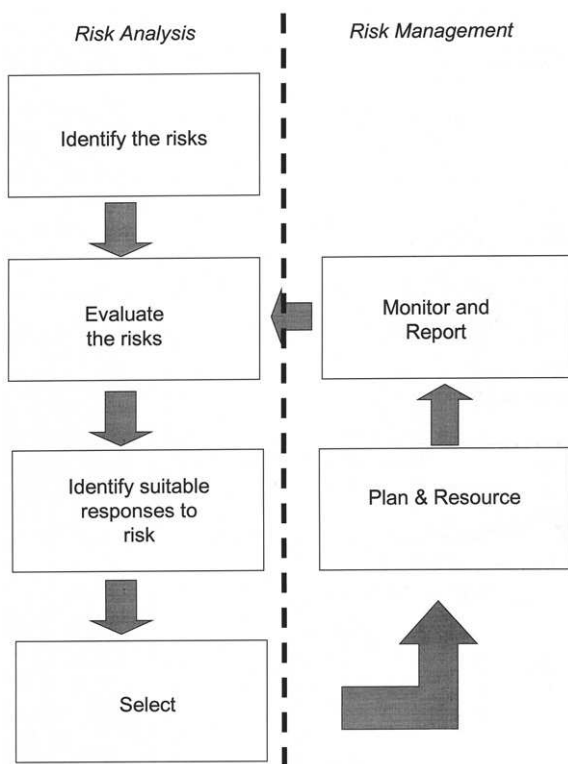 Risk Analysis
Risk Management
Identify the risks
Evaluate
the risks
Identify suitable
responses to
risk
Select
Monitor and
Report
Plan & Resource